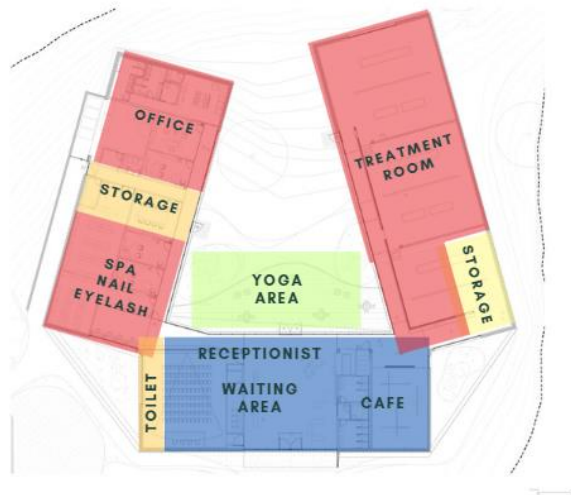 OFFICE
STORAGE
SPA
NAIL
EYELASH
TREATMENT
ROOM
STORAGE
YOGA
AREA
RECEPTIONIST
WAITING
AREA
CAFE
TOILET